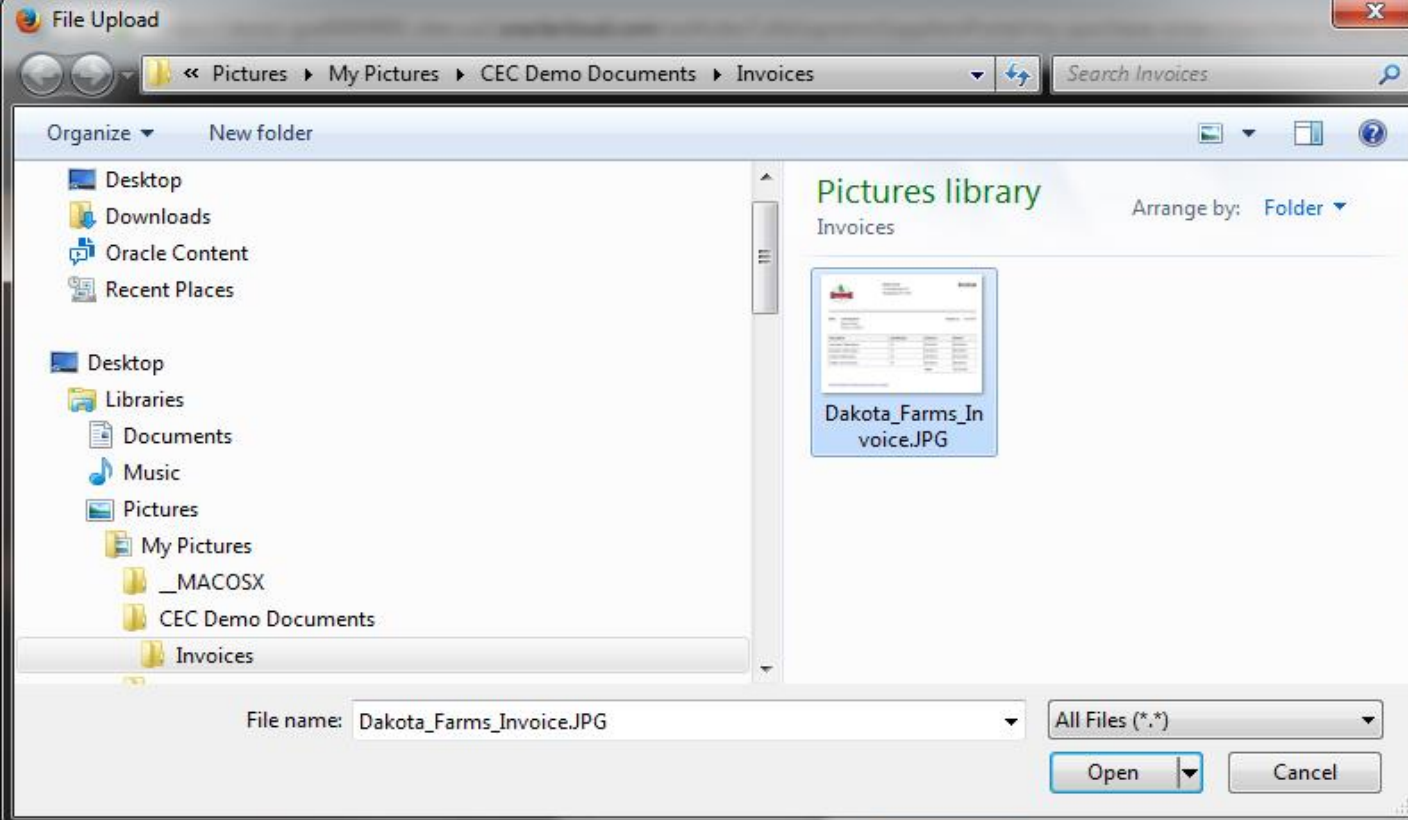 File Upload
x
« Pictures My Pictures CEC Demo Documents Invoices
Search Invoices
Organize
New folder
?
Desktop
Downloads
Oracle Content
Recent Places
Desktop
Libraries
Documents
Music
Pictures
My Pictures
__MACOSX
CEC Demo Documents
Invoices
Pictures library
Invoices
Arrange by: Folder
Dakota_Farms_In
voice.JPG
File name: Dakota_Farms_Invoice.JPG
All Files (*.*)
Open
Cancel